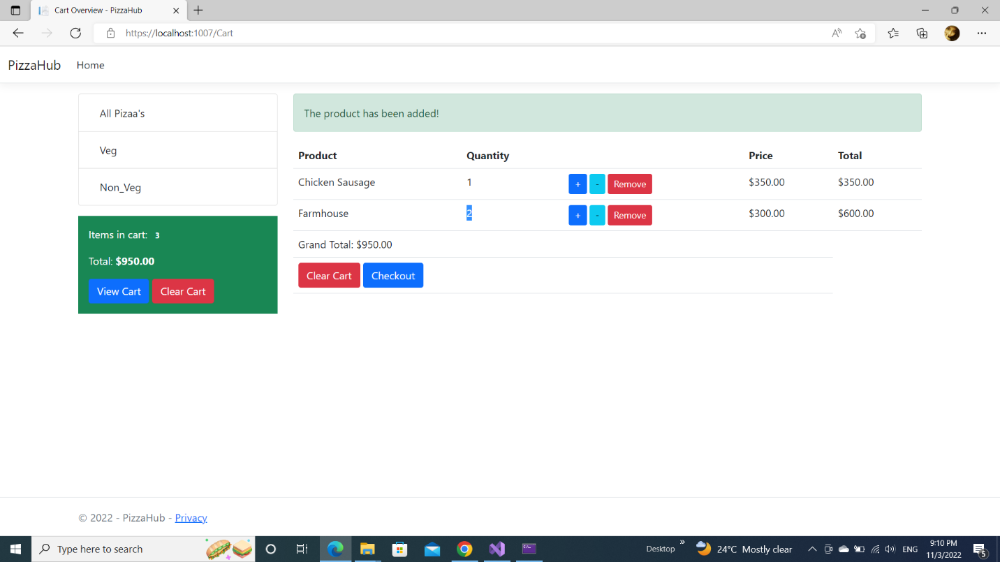 Cart Overview - PizzaHub
https://localhost:1007/Cart
PizzaHub Home
All Pizaa's
Veg
Non_Veg
Items in cart: 3
Total: $950.00
View Cart Clear Cart
The product has been added!
Product Quantity Price Total
Chicken Sausage 1 + - Remove $350.00 $350.00
Farmhouse 2 + - Remove $300.00 $600.00
Grand Total: $950.00
Clear Cart Checkout
© 2022 - PizzaHub - Privacy
Type here to search
Desktop
24°C Mostly clear
ENG
9:10 PM
11/3/2022
5